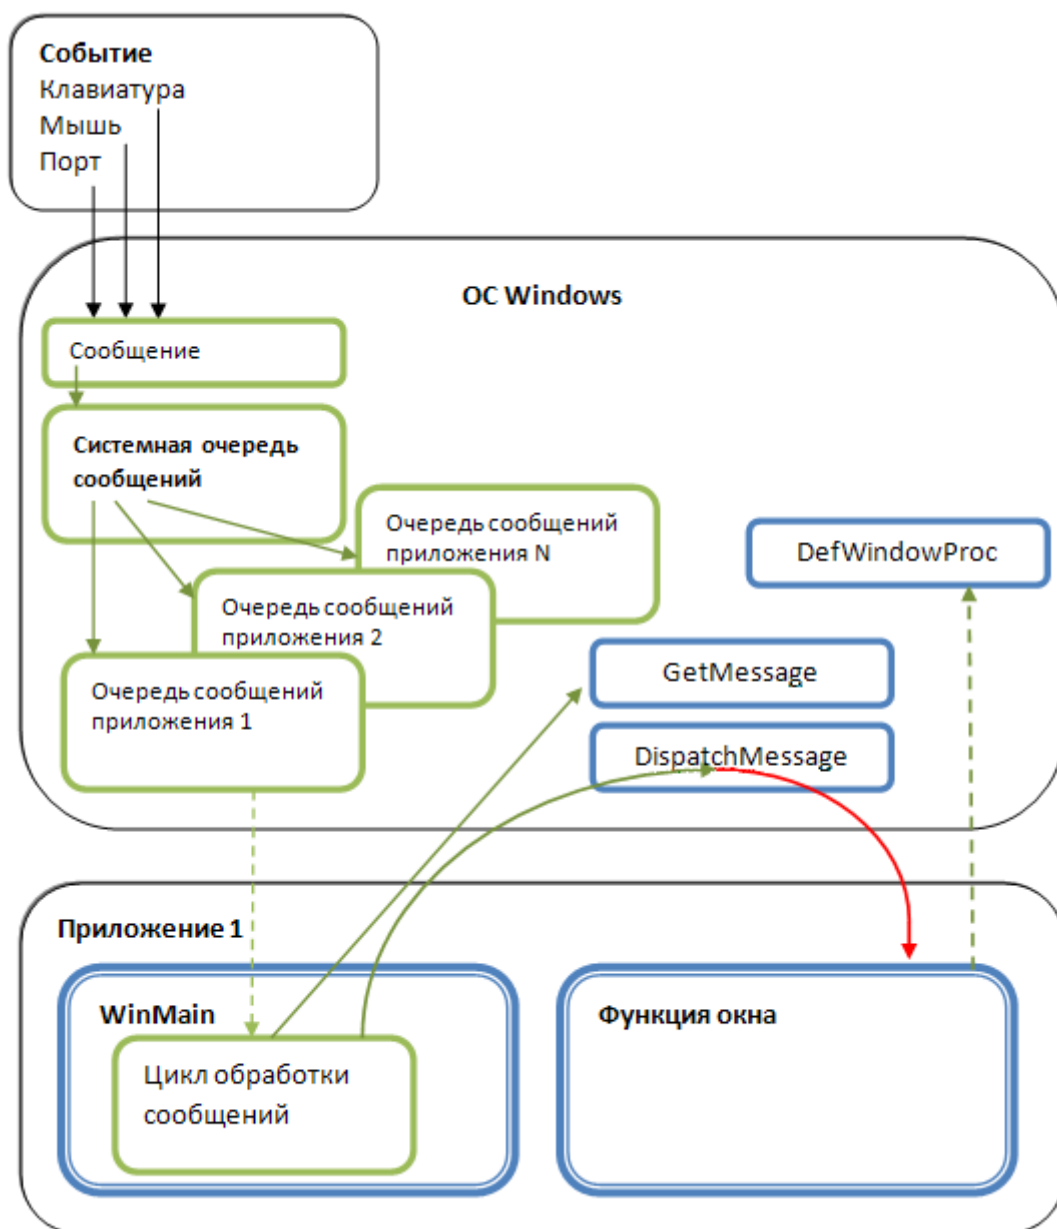 Событие
Клавиатура
Мышь
Порт
ОС Windows
Сообщение
Системная очередь
сообщений
Очередь сообщений
приложения N
DefWindowProc
Очередь сообщений
приложения 2
GetMessage
Очередь сообщений
приложения 1
DispatchMessage
Приложение 1
WinMain
Функция окна
Цикл обработки
сообщений